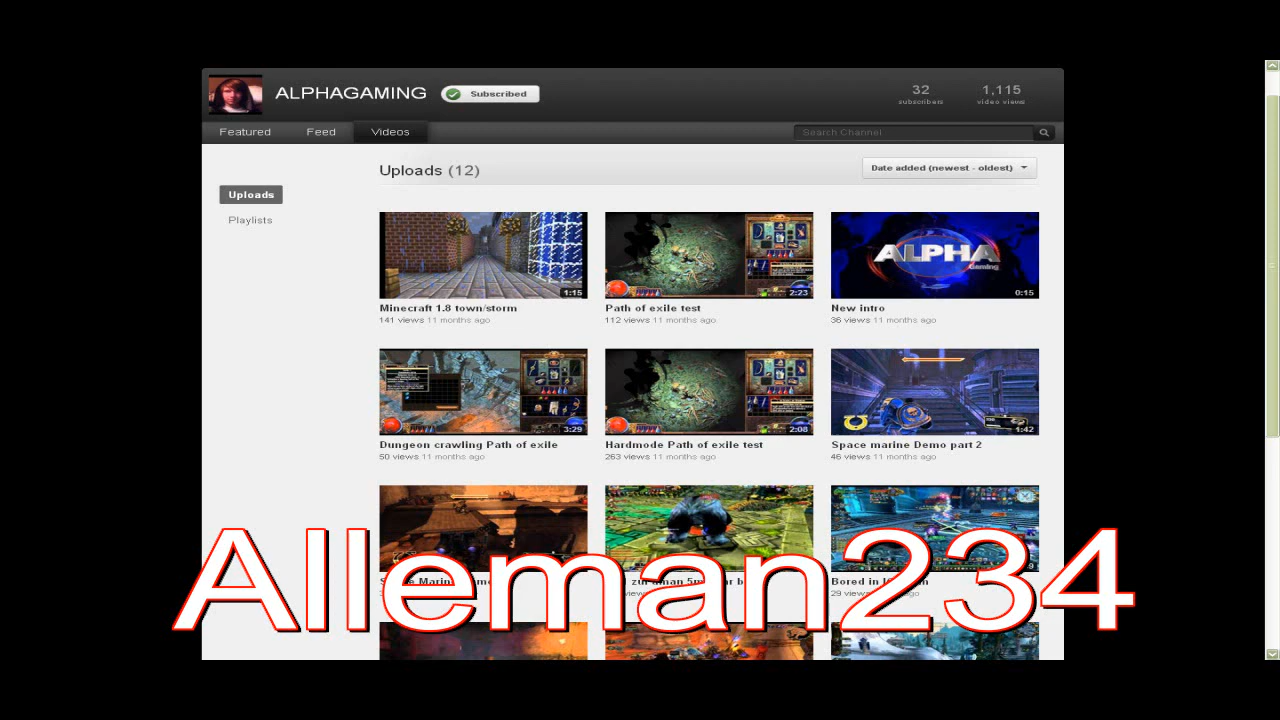 ALPHAGAMING
Subscribed
32
subscribers
1,115
video views
Featured
Feed
Videos
Search Channel
Uploads (12)
Date added (newest - oldest)
Uploads
Playlists
1:15
2:23
ALPHA
Gaming
0:15
Minecraft 1.8 town/storm
141 views 11 months ago
Path of exile test
112 views 11 months ago
New intro
36 views 11 months ago
3:29
2:08
1:42
Dungeon crawling Path of exile
50 views 11 months ago
Hardmode Path of exile test
263 views 11 months ago
Space marine Demo part 2
46 views 11 months ago
Bored in
29 views
Alleman234